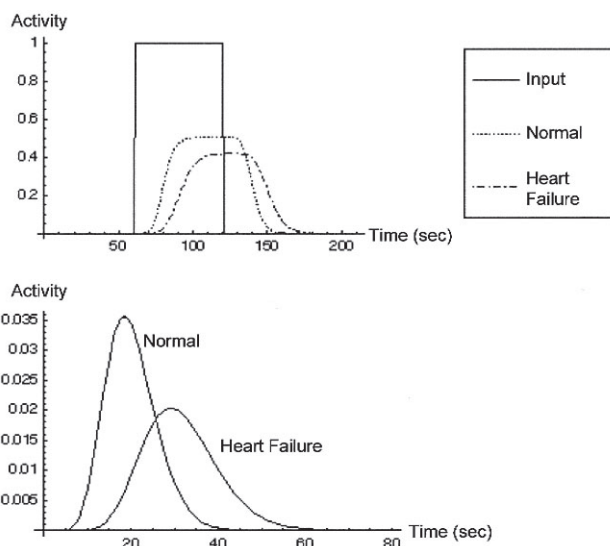 Activity
1
0.8
0.6
0.4
0.2
50 100 150 200
Time (sec)
Input
Normal
Heart
Failure
Activity
0.035
0.03
0.025
0.02
0.015
0.01
0.005
20 40 60 80
Time (sec)
Normal
Heart Failure